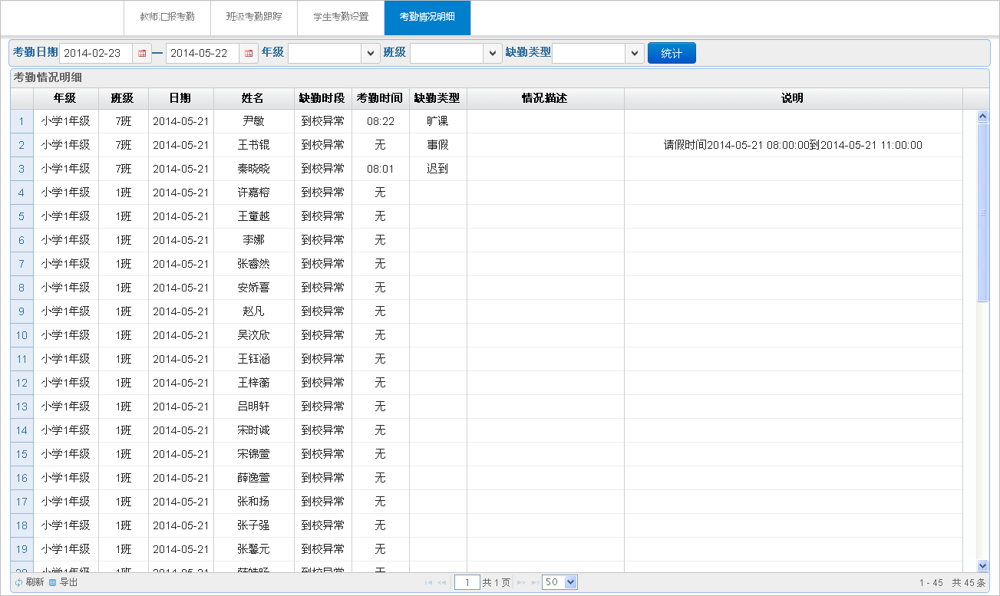 教师汇报考勤 班级考勤跟踪 学生考勤设置 考勤情况明细
考勤日期 2014-02-23 — 2014-05-22 年级 班级 缺勤类型 统计
考勤情况明细
年级 班级 日期 姓名 缺勤时段 考勤时间 缺勤类型 情况描述 说明
1 小学1年级 7班 2014-05-21 尹敏 到校异常 08:22 旷课
2 小学1年级 7班 2014-05-21 王书锟 到校异常 无 事假 请假时间2014-05-21 08:00:00到2014-05-21 11:00:00
3 小学1年级 7班 2014-05-21 秦晓晓 到校异常 08:01 迟到
4 小学1年级 1班 2014-05-21 许嘉榕 到校异常 无
5 小学1年级 1班 2014-05-21 王童越 到校异常 无
6 小学1年级 1班 2014-05-21 李娜 到校异常 无
7 小学1年级 1班 2014-05-21 张睿然 到校异常 无
8 小学1年级 1班 2014-05-21 安娇喜 到校异常 无
9 小学1年级 1班 2014-05-21 赵凡 到校异常 无
10 小学1年级 1班 2014-05-21 吴汶欣 到校异常 无
11 小学1年级 1班 2014-05-21 王钰涵 到校异常 无
12 小学1年级 1班 2014-05-21 王梓蘅 到校异常 无
13 小学1年级 1班 2014-05-21 吕明轩 到校异常 无
14 小学1年级 1班 2014-05-21 宋时诚 到校异常 无
15 小学1年级 1班 2014-05-21 宋锦萱 到校异常 无
16 小学1年级 1班 2014-05-21 薛逸萱 到校异常 无
17 小学1年级 1班 2014-05-21 张和扬 到校异常 无
18 小学1年级 1班 2014-05-21 张子强 到校异常 无
19 小学1年级 1班 2014-05-21 张馨元 到校异常 无
20 小学1年级 1班 2014-05-21 到校异常 无
刷新 导出 1 共 1 页 50 1 - 45 共 45 条